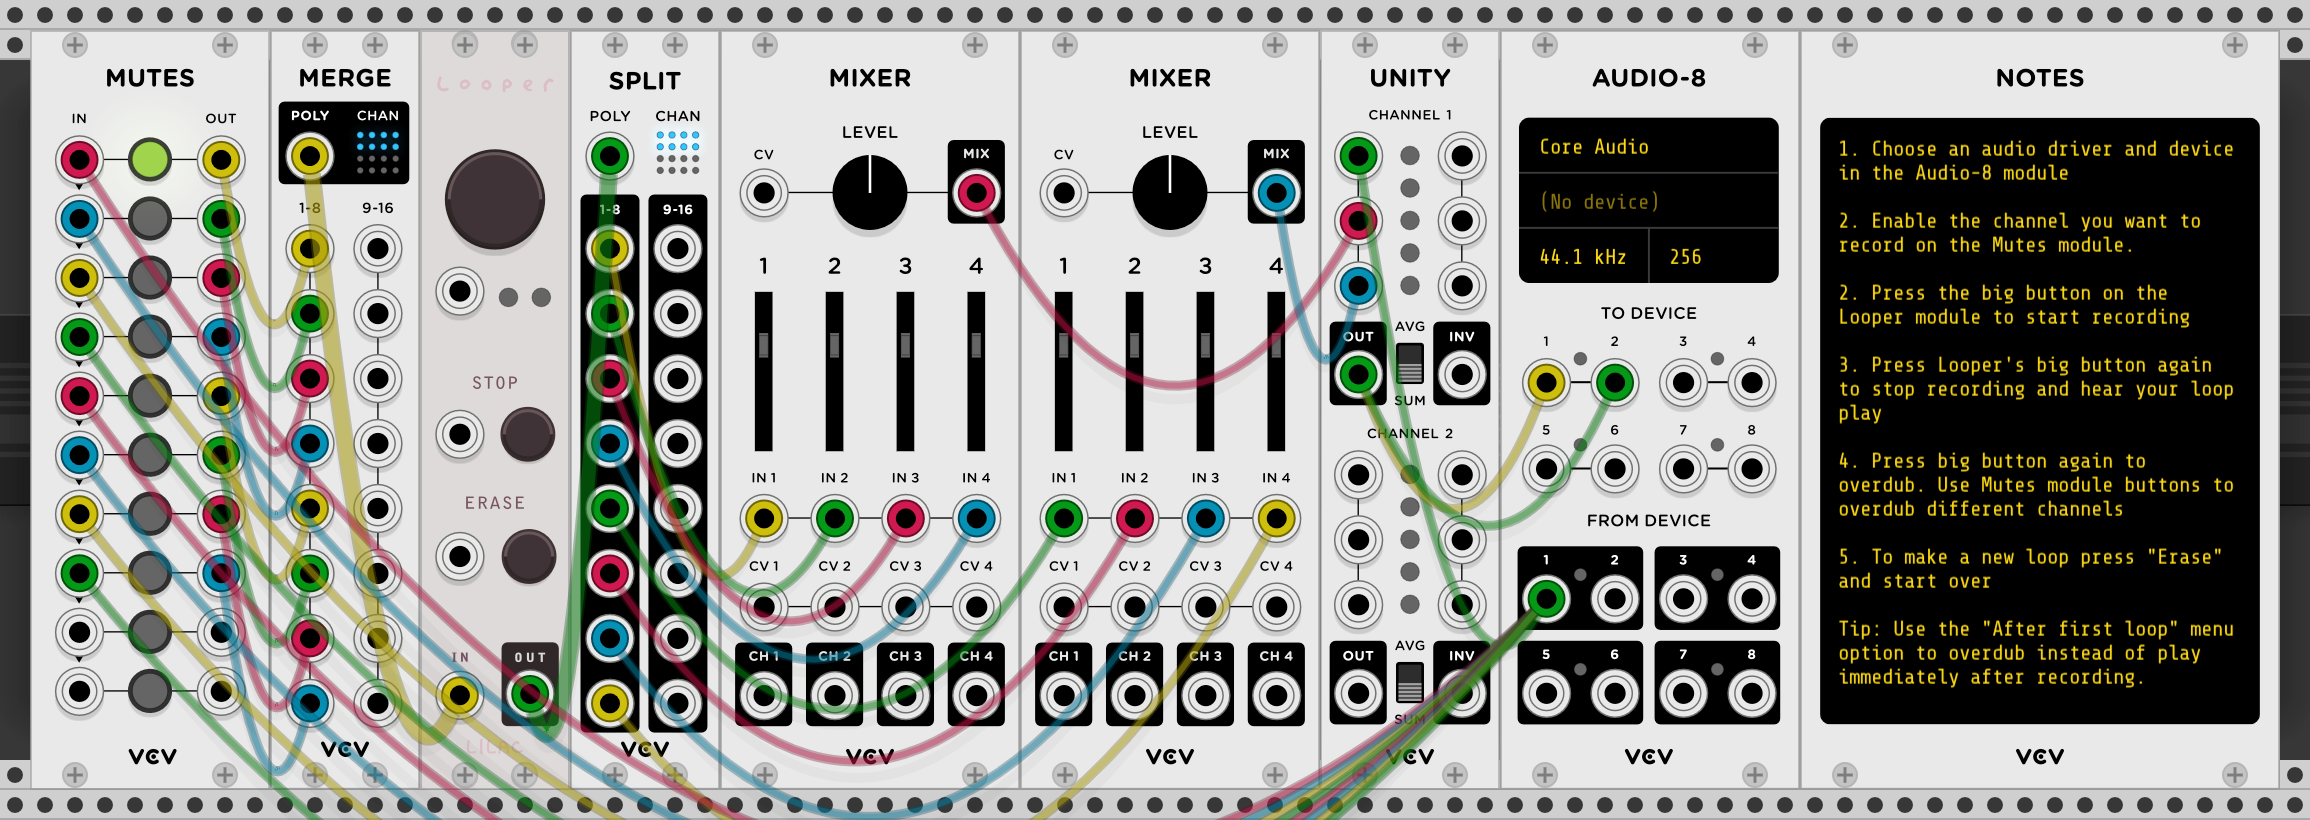 MUTES
IN
OUT
VCV
MERGE
POLY
CHAN
1-8
9-16
VCV
Looper
STOP
ERASE
IN
OUT
Lilac
SPLIT
POLY
CHAN
1-8
9-16
VCV
MIXER
LEVEL
CV
MIX
1 2 3 4
IN 1 IN 2 IN 3 IN 4
CV 1 CV 2 CV 3 CV 4
CH 1 CH 2 CH 3 CH 4
VCV
MIXER
LEVEL
CV
MIX
1 2 3 4
IN 1 IN 2 IN 3 IN 4
CV 1 CV 2 CV 3 CV 4
CH 1 CH 2 CH 3 CH 4
VCV
UNITY
CHANNEL 1
AVG
OUT
INV
SUM
CHANNEL 2
AVG
OUT
INV
SUM
VCV
AUDIO-8
Core Audio
(No device)
44.1 kHz 256
TO DEVICE
1 2 3 4
5 6 7 8
FROM DEVICE
1 2 3 4
5 6 7 8
VCV
NOTES
1. Choose an audio driver and device
in the Audio-8 module
2. Enable the channel you want to
record on the Mutes module.
2. Press the big button on the
Looper module to start recording
3. Press Looper's big button again
to stop recording and hear your loop
play
4. Press big button again to
overdub. Use Mutes module buttons to
overdub different channels
5. To make a new loop press "Erase"
and start over
Tip: Use the "After first loop" menu
option to overdub instead of play
immediately after recording.
VCV